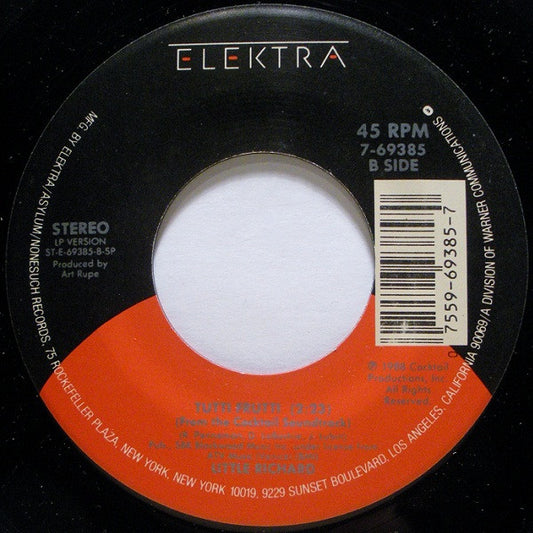 ELEKTRA
45 RPM
7-69385
B SIDE
STEREO
LP VERSION
ST-E-69385-B-SP
Produced by
Art Rupe
0 7559-69385-7
℗ 1988 Cocktail
Productions, Inc.
All Rights
Reserved.
TUTTI FRUTTI
(From the Cocktail Soundtrack)
LITTLE RICHARD
MFG. BY ELEKTRA/ASYLUM/NONESUCH RECORDS, 75 ROCKEFELLER PLAZA, NEW YORK, NEW YORK 10019, 9229 SUNSET BOULEVARD, LOS ANGELES, CALIFORNIA 90069/A DIVISION OF WARNER COMMUNICATIONS